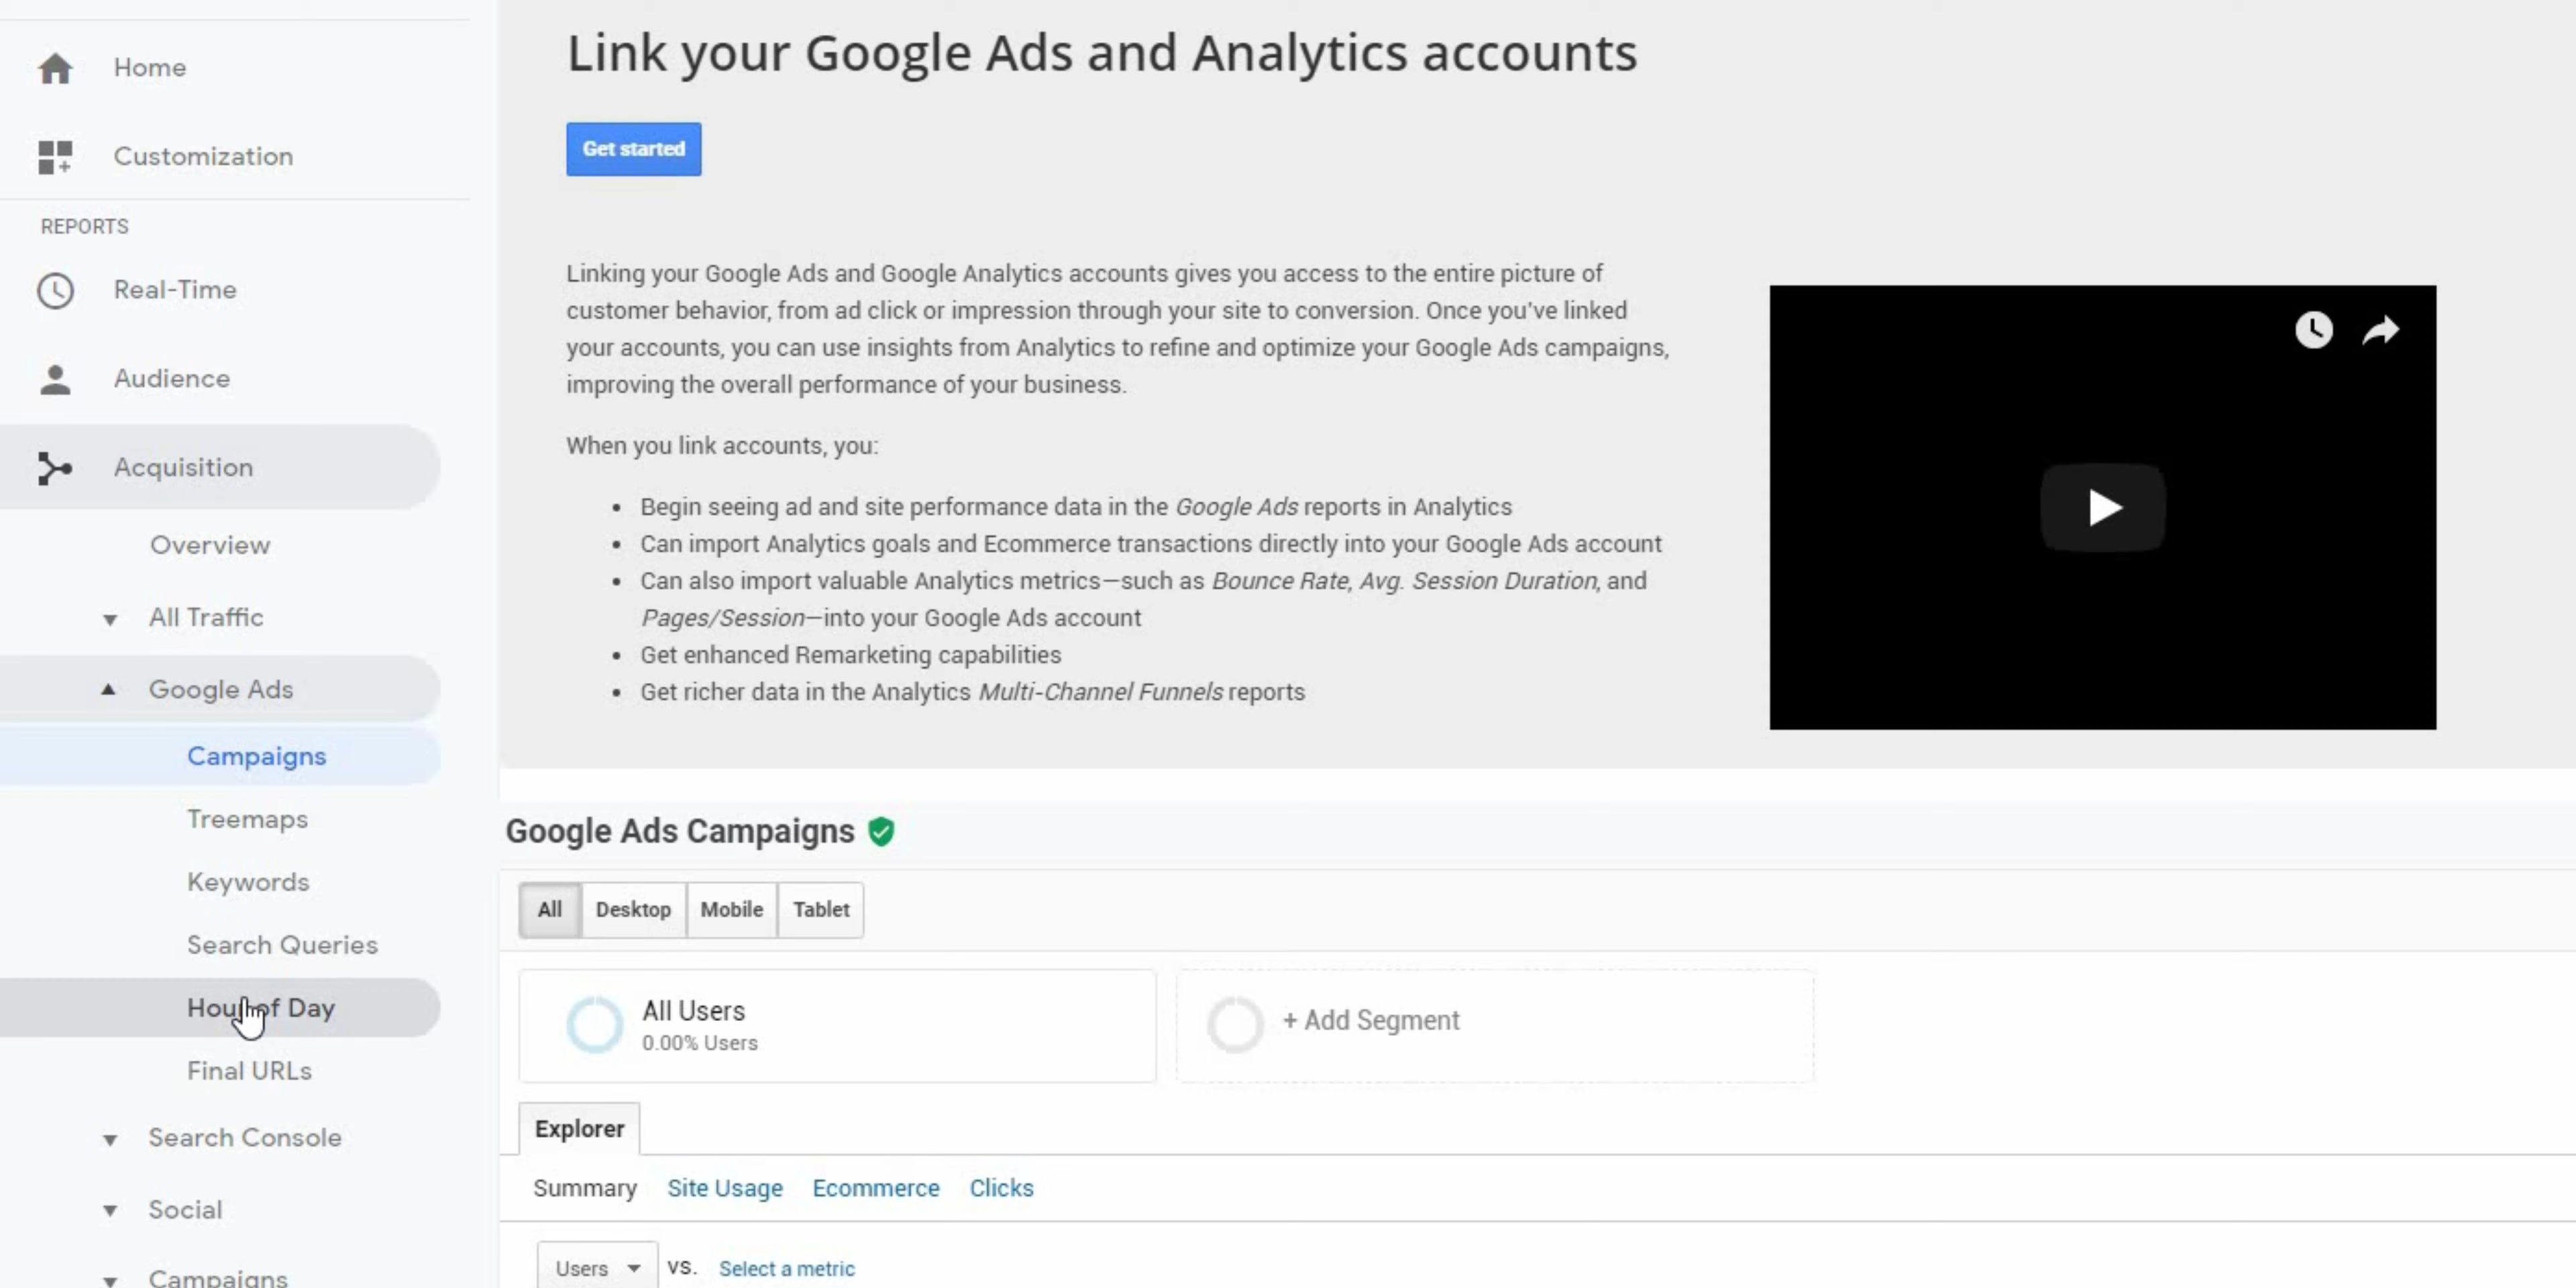 Home
Customization
REPORTS
Real-Time
Audience
Acquisition
Overview
All Traffic
Google Ads
Campaigns
Treemaps
Keywords
Search Queries
Hour of Day
Final URLs
Search Console
Social
Campaigns
Link your Google Ads and Analytics accounts
Get started
Linking your Google Ads and Google Analytics accounts gives you access to the entire picture of
customer behavior, from ad click or impression through your site to conversion. Once you've linked
your accounts, you can use insights from Analytics to refine and optimize your Google Ads campaigns,
improving the overall performance of your business.
When you link accounts, you:
• Begin seeing ad and site performance data in the Google Ads reports in Analytics
• Can import Analytics goals and Ecommerce transactions directly into your Google Ads account
• Can also import valuable Analytics metrics—such as Bounce Rate, Avg. Session Duration, and
Pages/Session—into your Google Ads account
• Get enhanced Remarketing capabilities
• Get richer data in the Analytics Multi-Channel Funnels reports
Google Ads Campaigns
All Desktop Mobile Tablet
All Users
0.00% Users
+ Add Segment
Explorer
Summary Site Usage Ecommerce Clicks
Users vs. Select a metric